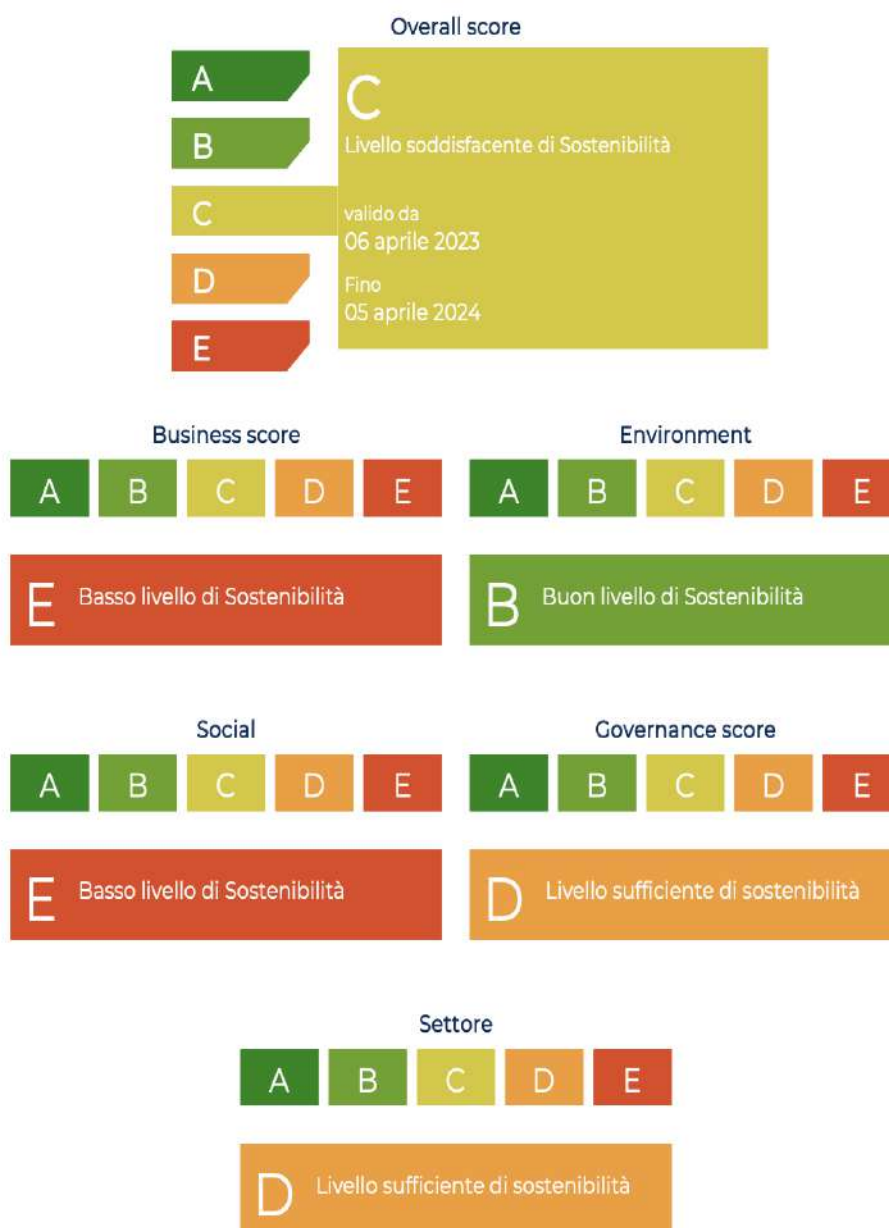 Overall score
A
B
C
D
E
C
Livello soddisfacente di Sostenibilità
valido da
06 aprile 2023
Fino
05 aprile 2024
Business score
A B C D E
E Basso livello di Sostenibilità
Environment
A B C D E
B Buon livello di Sostenibilità
Social
A B C D E
E Basso livello di Sostenibilità
Governance score
A B C D E
D Livello sufficiente di sostenibilità
Settore
A B C D E
D Livello sufficiente di sostenibilità